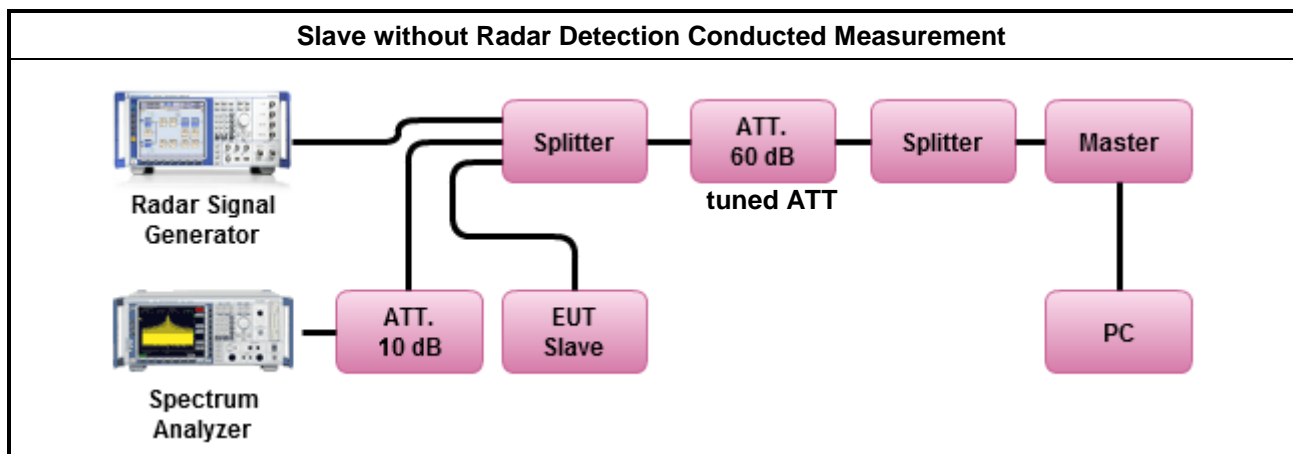 Slave without Radar Detection Conducted Measurement
Radar Signal
Generator
Splitter
ATT.
60 dB
tuned ATT
Splitter
Master
Spectrum
Analyzer
ATT.
10 dB
EUT
Slave
PC